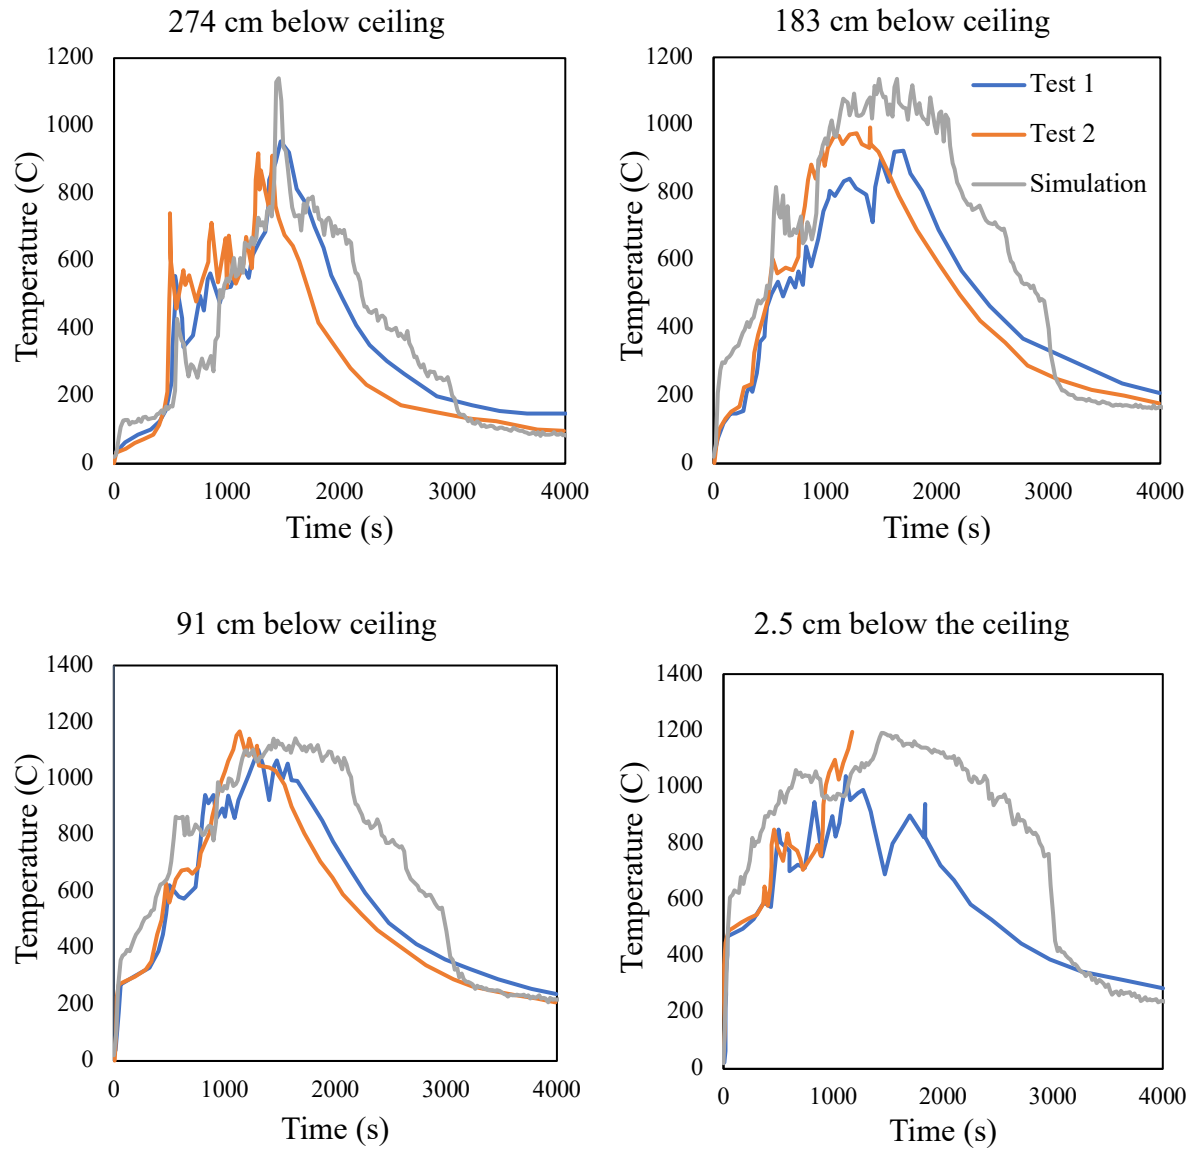 274 cm below ceiling
1200
1000
800
600
400
200
0
Temperature (C)
0 1000 2000 3000 4000
Time (s)
183 cm below ceiling
1200
1000
800
600
400
200
0
Temperature (C)
Test 1
Test 2
Simulation
0 1000 2000 3000 4000
Time (s)
91 cm below ceiling
1400
1200
1000
800
600
400
200
0
Temperature (C)
0 1000 2000 3000 4000
Time (s)
2.5 cm below the ceiling
1400
1200
1000
800
600
400
200
0
Temperature (C)
0 1000 2000 3000 4000
Time (s)